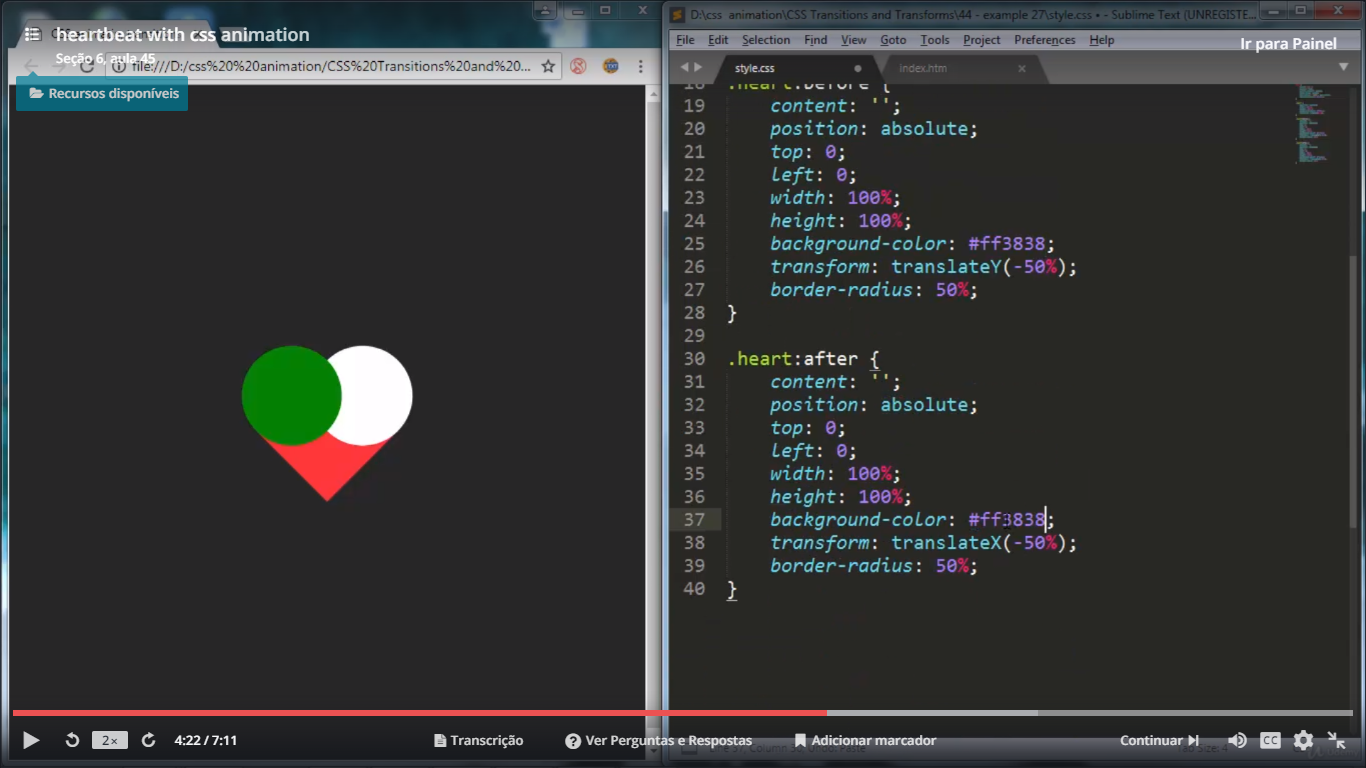 heartbeat with css animation
Seção 6, aula 45
file:///D:/css%20%20animation/CSS%20Transitions%20and%20...
Recursos disponíveis
D:\css animation\CSS Transitions and Transforms\44 - example 27\style.css • - Sublime Text (UNREGISTE...
File Edit Selection Find View Goto Tools Project Preferences Help
Ir para Painel
style.css
index.htm
18 .heart:before {
19 content: '';
20 position: absolute;
21 top: 0;
22 left: 0;
23 width: 100%;
24 height: 100%;
25 background-color: #ff3838;
26 transform: translateY(-50%);
27 border-radius: 50%;
28 }
29
30 .heart:after {
31 content: '';
32 position: absolute;
33 top: 0;
34 left: 0;
35 width: 100%;
36 height: 100%;
37 background-color: #ff3838;
38 transform: translateX(-50%);
39 border-radius: 50%;
40 }
2×
4:22 / 7:11
Transcrição
Ver Perguntas e Respostas
Adicionar marcador
Continuar
CC
Tab Size: 4